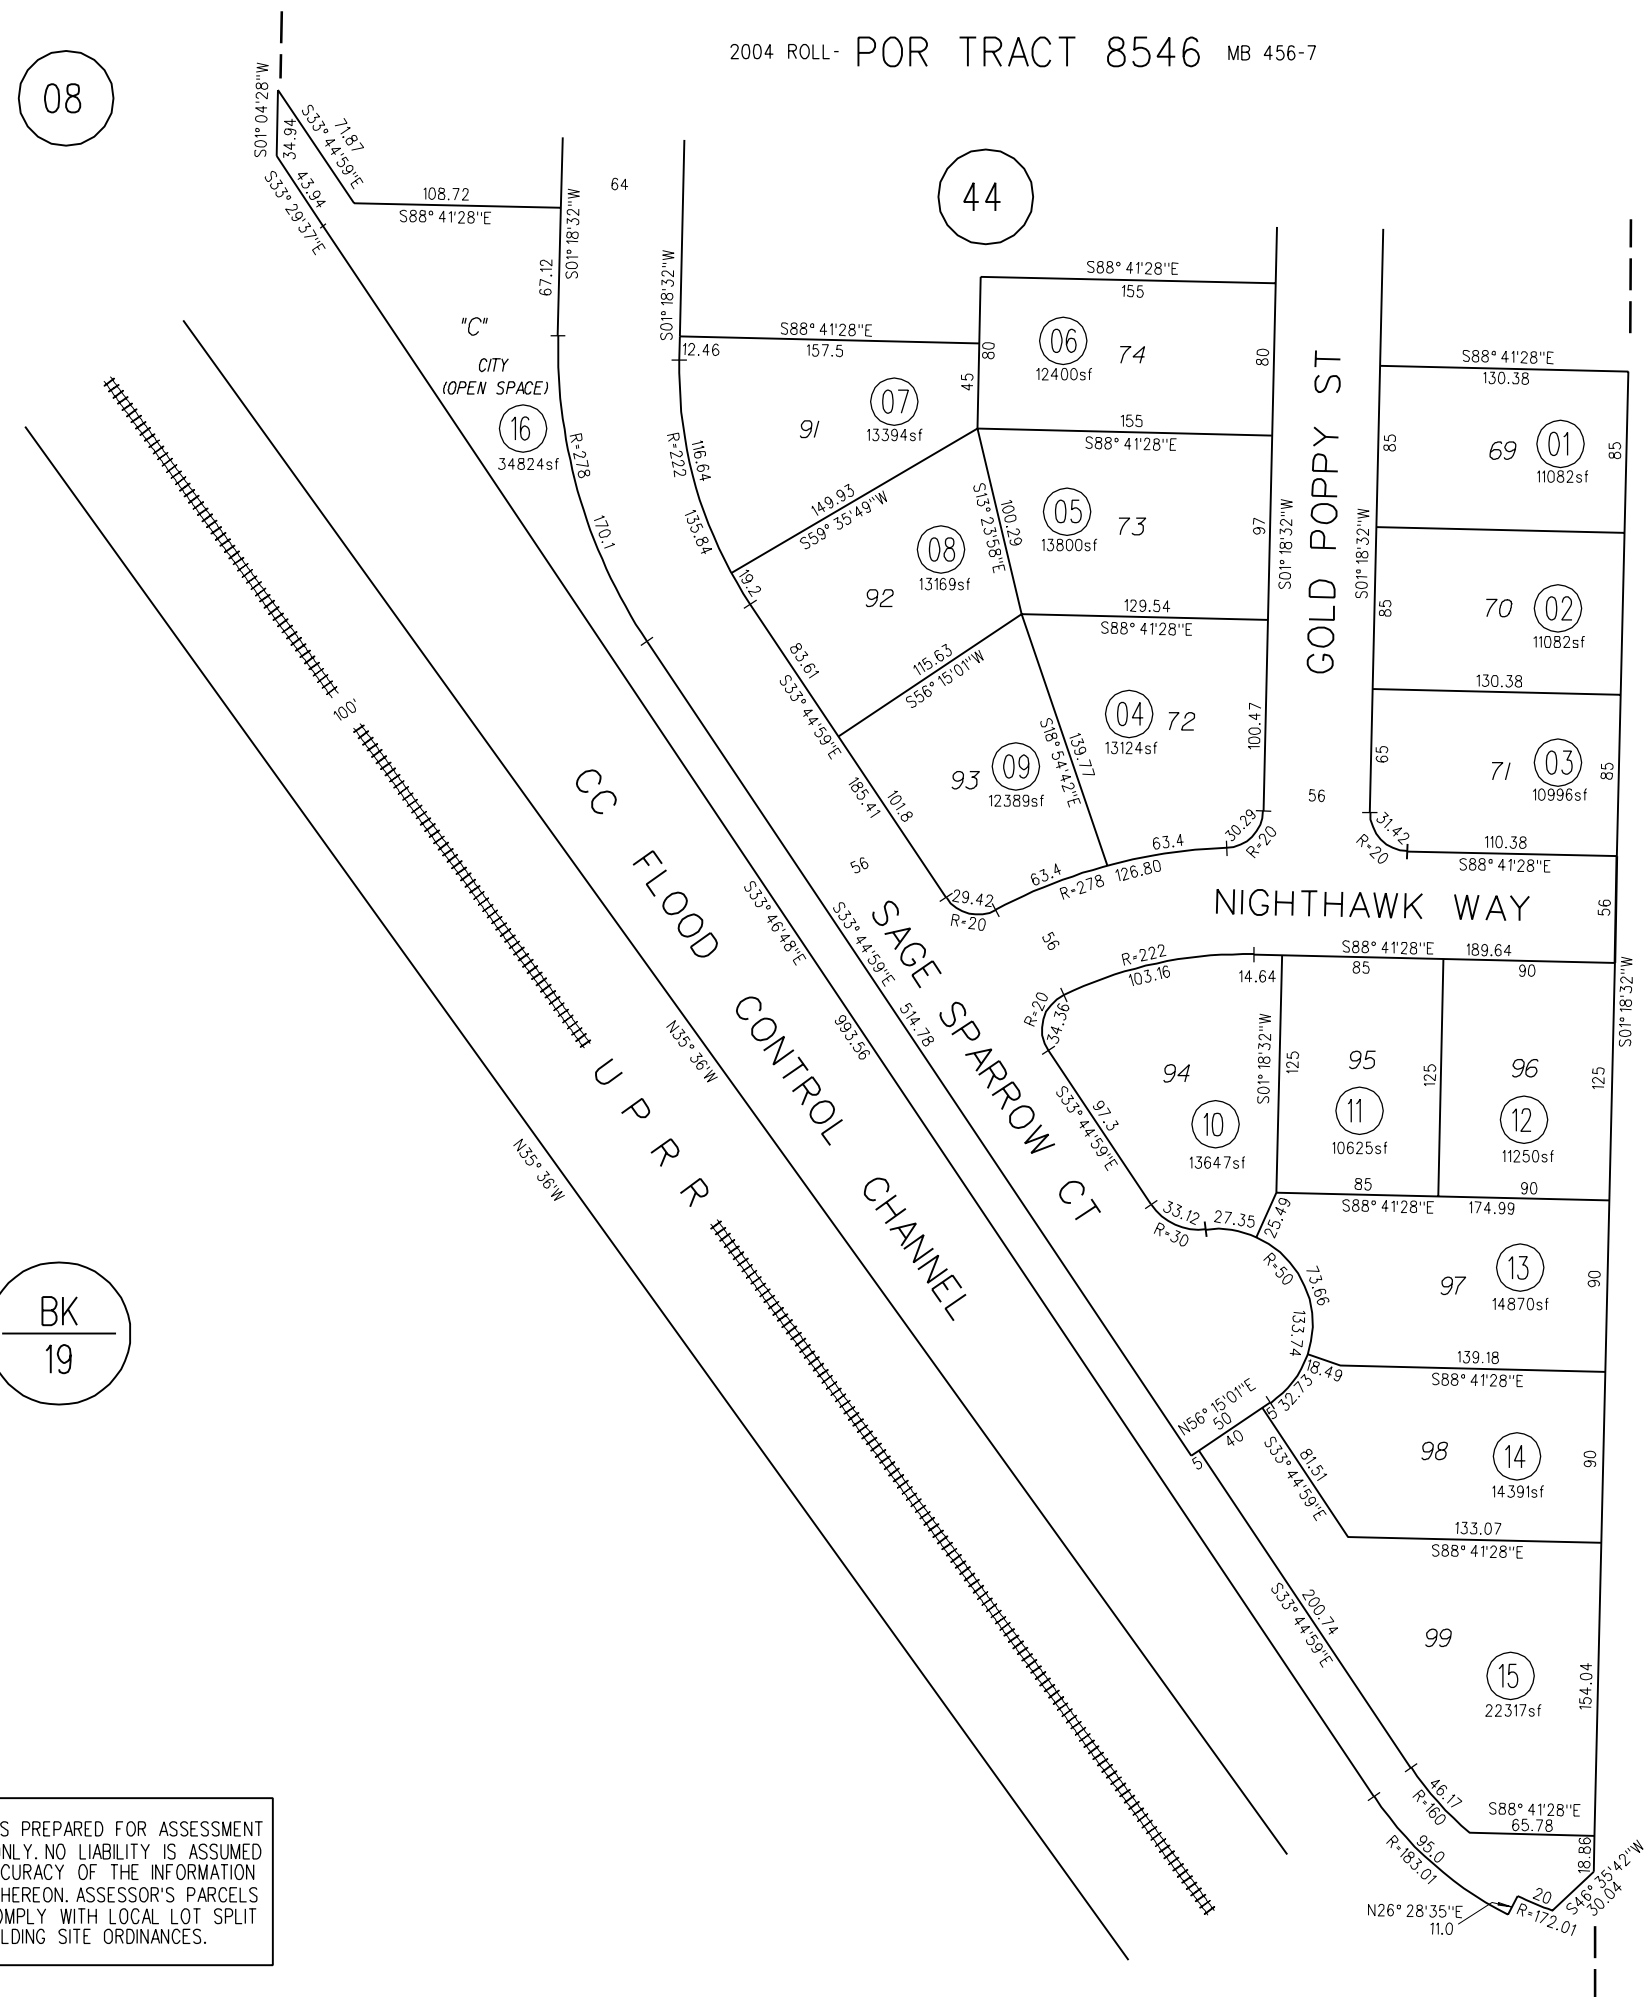 2004 ROLL- POR TRACT 8546 MB 456-7
08
44
S01°04'28"W
34.94
71.87
S33°44'59"E
43.94
S33°29'37"E
108.72
S88°41'28"E
64
S01°18'32"W
67.12
"C"
CITY
(OPEN SPACE)
16
34824sf
R=278
170.1
S01°18'32"W
12.46
S88°41'28"E
157.5
91
07
13394sf
R=222
116.64
135.84
149.93
S59°35'49"W
45
80
S88°41'28"E
155
06
74
12400sf
80
155
S88°41'28"E
05
73
13800sf
97
S01°18'32"W
S13°23'58"E
100.29
08
13169sf
92
19.2
83.61
S33°44'59"E
115.63
S56°15'01"W
129.54
S88°41'28"E
04
72
13124sf
100.47
S18°54'42"E
139.77
93
09
12389sf
101.8
185.41
63.4
30.29
R=20
63.4
R=278 126.80
29.42
R=20
GOLD POPPY ST
S01°18'32"W
56
S88°41'28"E
130.38
85
69
01
11082sf
85
70
02
11082sf
85
130.38
65
71
03
10996sf
85
31.42
R=20
110.38
S88°41'28"E
NIGHTHAWK WAY
56
56
56
R=222
103.16
14.64
S88°41'28"E
189.64
85
90
S01°18'32"W
R=20
34.36
94
10
13647sf
S01°18'32"W
125
95
11
10625sf
125
96
12
11250sf
125
97.3
S33°44'59"E
33.12
R=30
27.35
25.49
85
S88°41'28"E
90
174.99
R=50
73.66
133.74
97
13
14870sf
90
139.18
S88°41'28"E
18.49
32.73
N56°15'01"E
50
40
5
5
81.51
S33°44'59"E
98
14
14391sf
90
133.07
S88°41'28"E
200.74
S33°44'59"E
99
15
22317sf
154.04
46.17
R=160
S88°41'28"E
65.78
18.86
95.0
R=183.01
N26°28'35"E
11.0
20
R=172.01
S46°35'42"W
30.04
SAGE SPARROW CT
S33°44'59"E
514.78
S33°46'48"E
993.56
CC FLOOD CONTROL CHANNEL
N35°36'W
100'
U P R R
N35°36'W
BK
19
S PREPARED FOR ASSESSMENT
NLY. NO LIABILITY IS ASSUMED
CURACY OF THE INFORMATION
HEREON. ASSESSOR'S PARCELS
OMPLY WITH LOCAL LOT SPLIT
LDING SITE ORDINANCES.